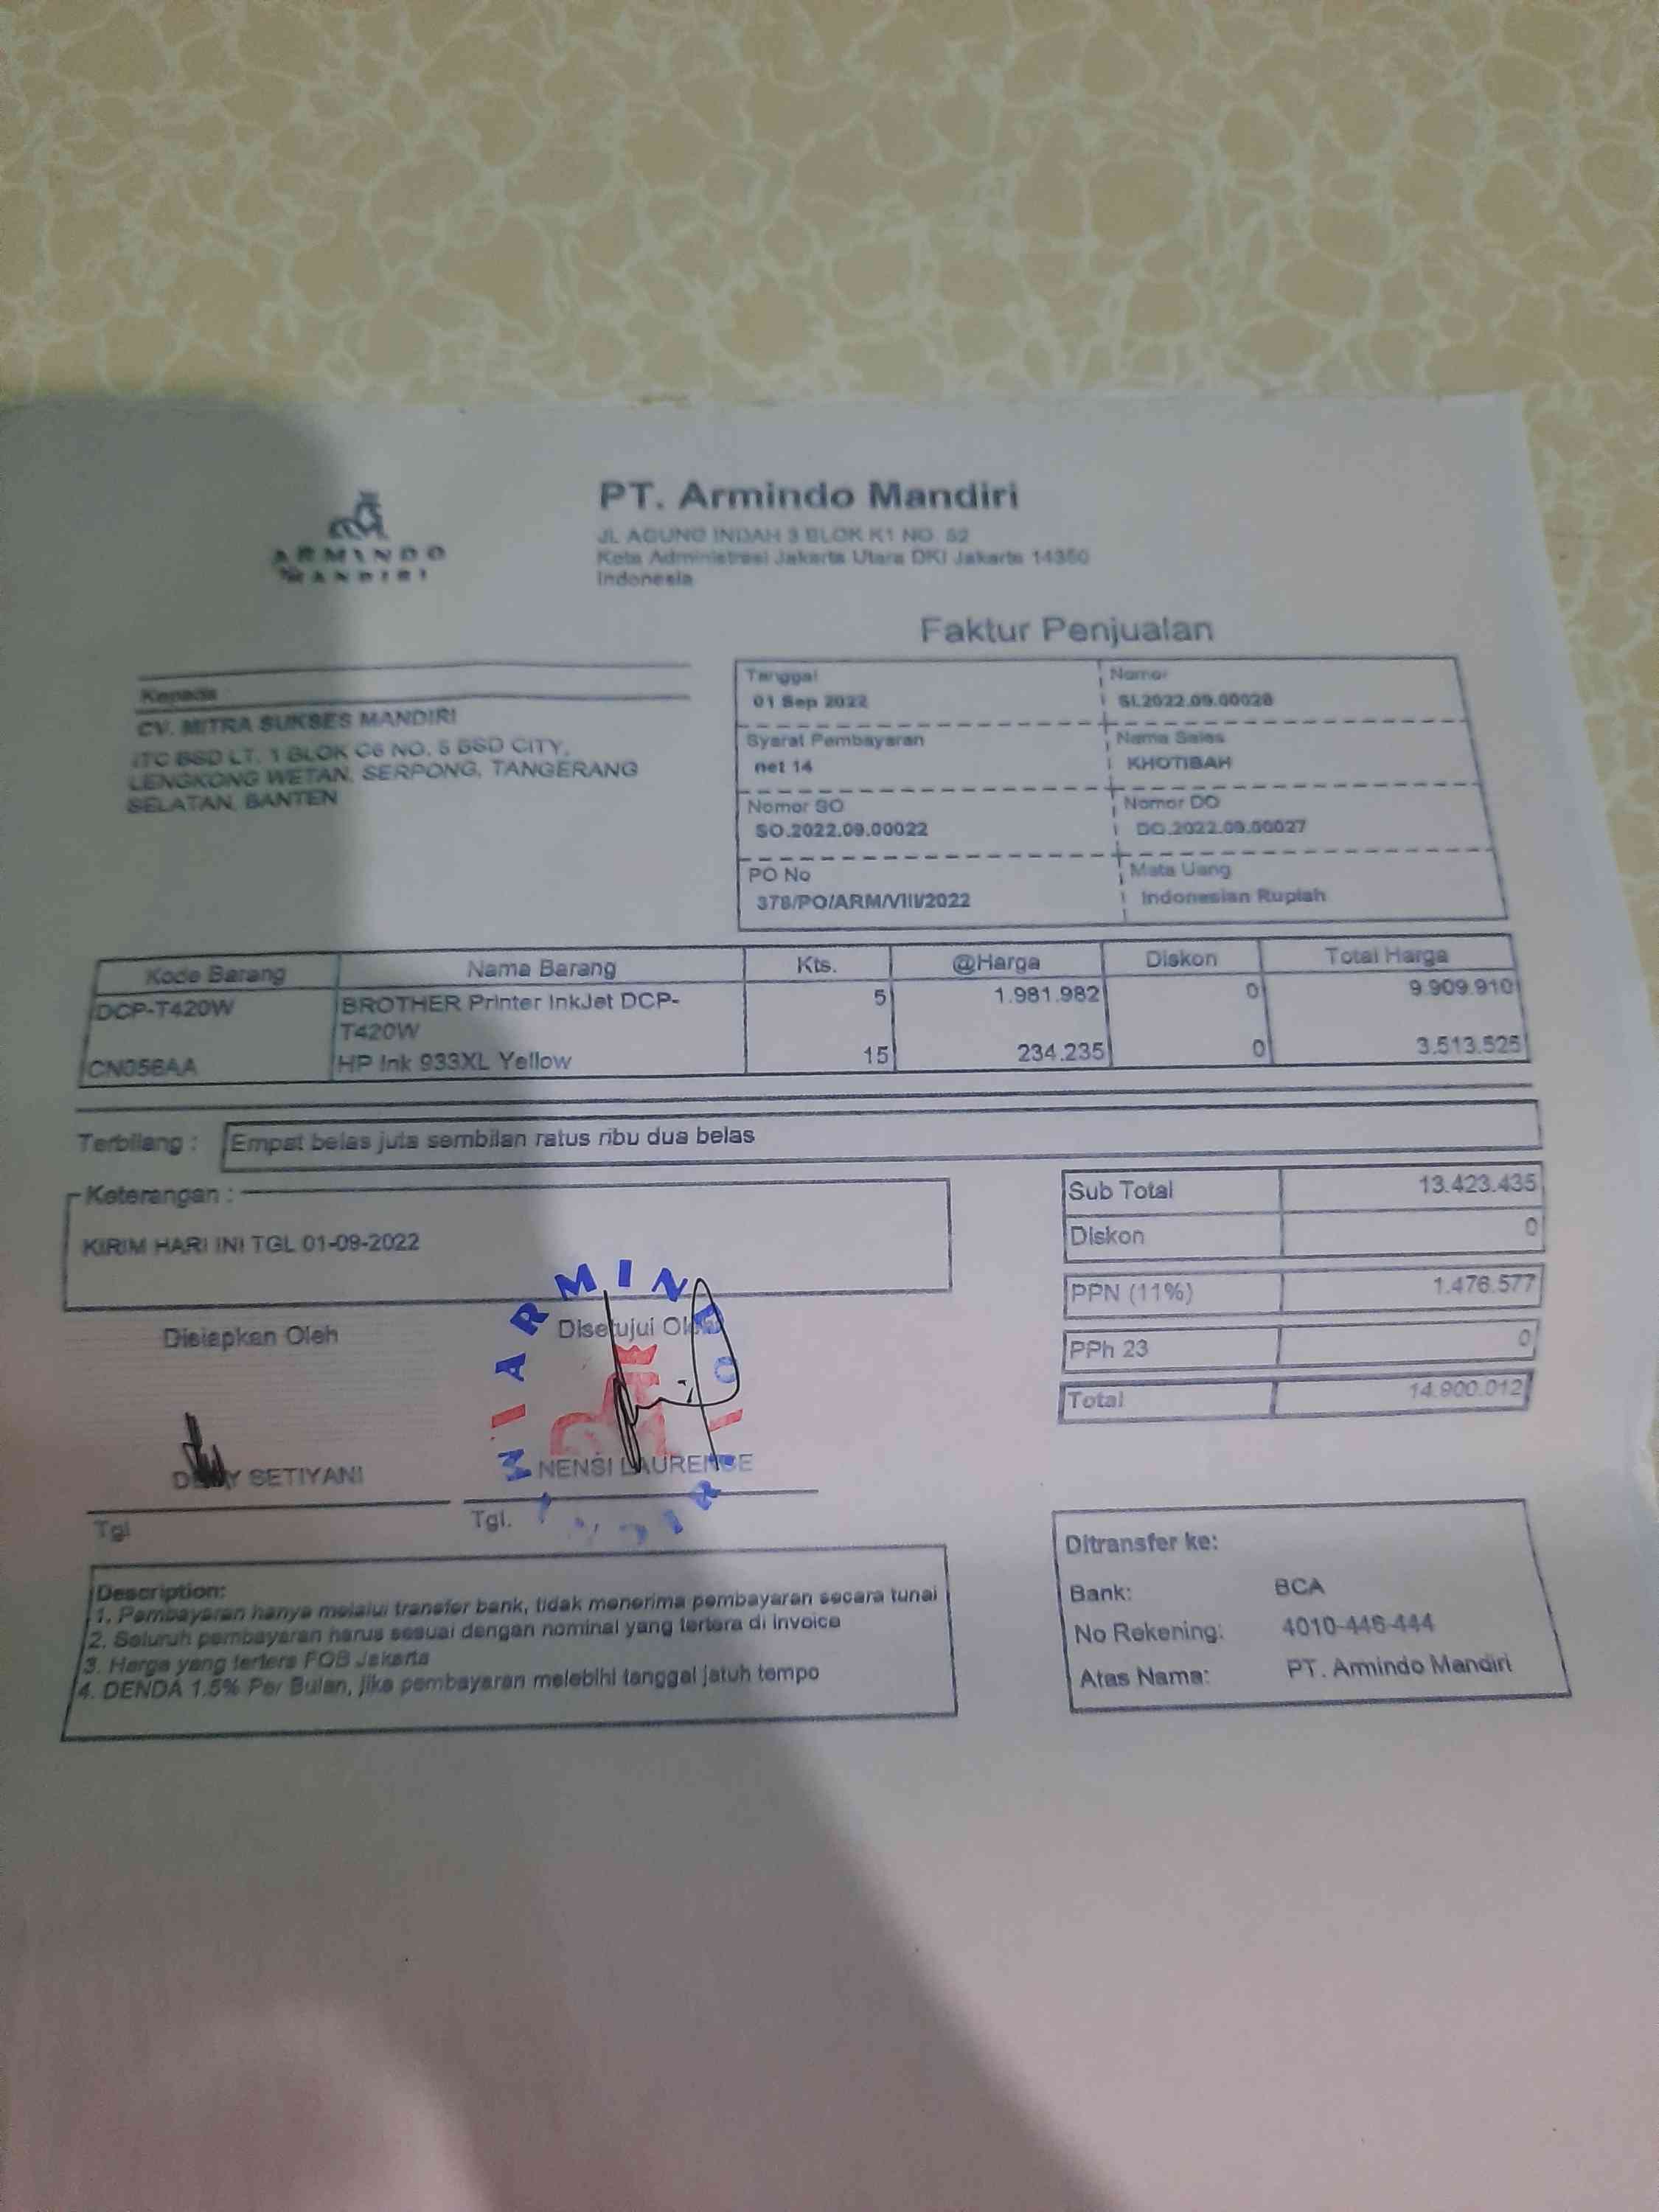 ARMINDO
MANDIRI
PT. Armindo Mandiri
JL AGUNG INDAH 3 BLOK K1 NO. 52
Kota Administrasi Jakarta Utara DKI Jakarta 14350
Indonesia
Faktur Penjualan
Kepada
CV. MITRA SUKSES MANDIRI
ITC BSD LT. 1 BLOK C6 NO. 5 BSD CITY,
LENGKONG WETAN, SERPONG, TANGERANG
SELATAN, BANTEN
Tanggal Nomor
01 Sep 2022 SI.2022.09.00028
Syarat Pembayaran Nama Sales
net 14 KHOTIBAH
Nomor SO Nomor DO
SO.2022.09.00022 DO.2022.09.00027
PO No Mata Uang
378/PO/ARM/VIII/2022 Indonesian Rupiah
Kode Barang Nama Barang Kts. @Harga Diskon Total Harga
DCP-T420W BROTHER Printer InkJet DCP- 5 1.981.982 0 9.909.910
T420W
CN056AA HP Ink 933XL Yellow 15 234.235 0 3.513.525
Terbilang : Empat belas juta sembilan ratus ribu dua belas
Keterangan :
KIRIM HARI INI TGL 01-09-2022
Sub Total 13.423.435
Diskon 0
PPN (11%) 1.476.577
PPh 23 0
Total 14.900.012
Disiapkan Oleh Disetujui Oleh
ARMINDO
SETIYANI NENSI LAURENSE
Tgl Tgl.
Description:
1. Pembayaran hanya melalui transfer bank, tidak menerima pembayaran secara tunai
2. Seluruh pembayaran harus sesuai dengan nominal yang tertera di invoice
3. Harga yang tertera FOB Jakarta
4. DENDA 1.5% Per Bulan, jika pembayaran melebihi tanggal jatuh tempo
Ditransfer ke:
Bank: BCA
No Rekening: 4010-446-444
Atas Nama: PT. Armindo Mandiri